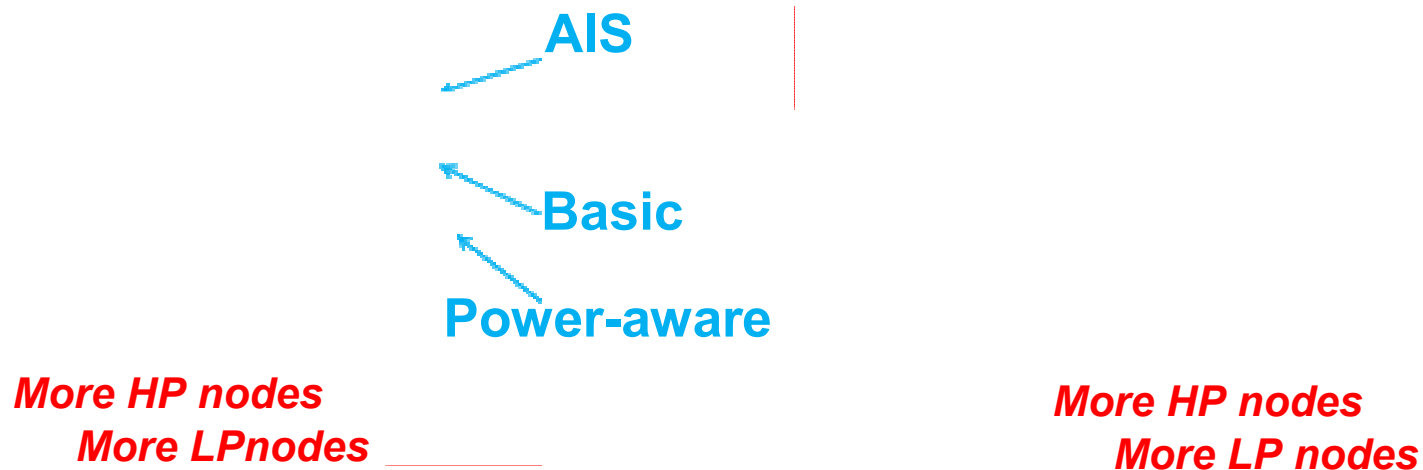 AIS
Basic
Power-aware
More HP nodes
More LPnodes
More HP nodes
More LP nodes